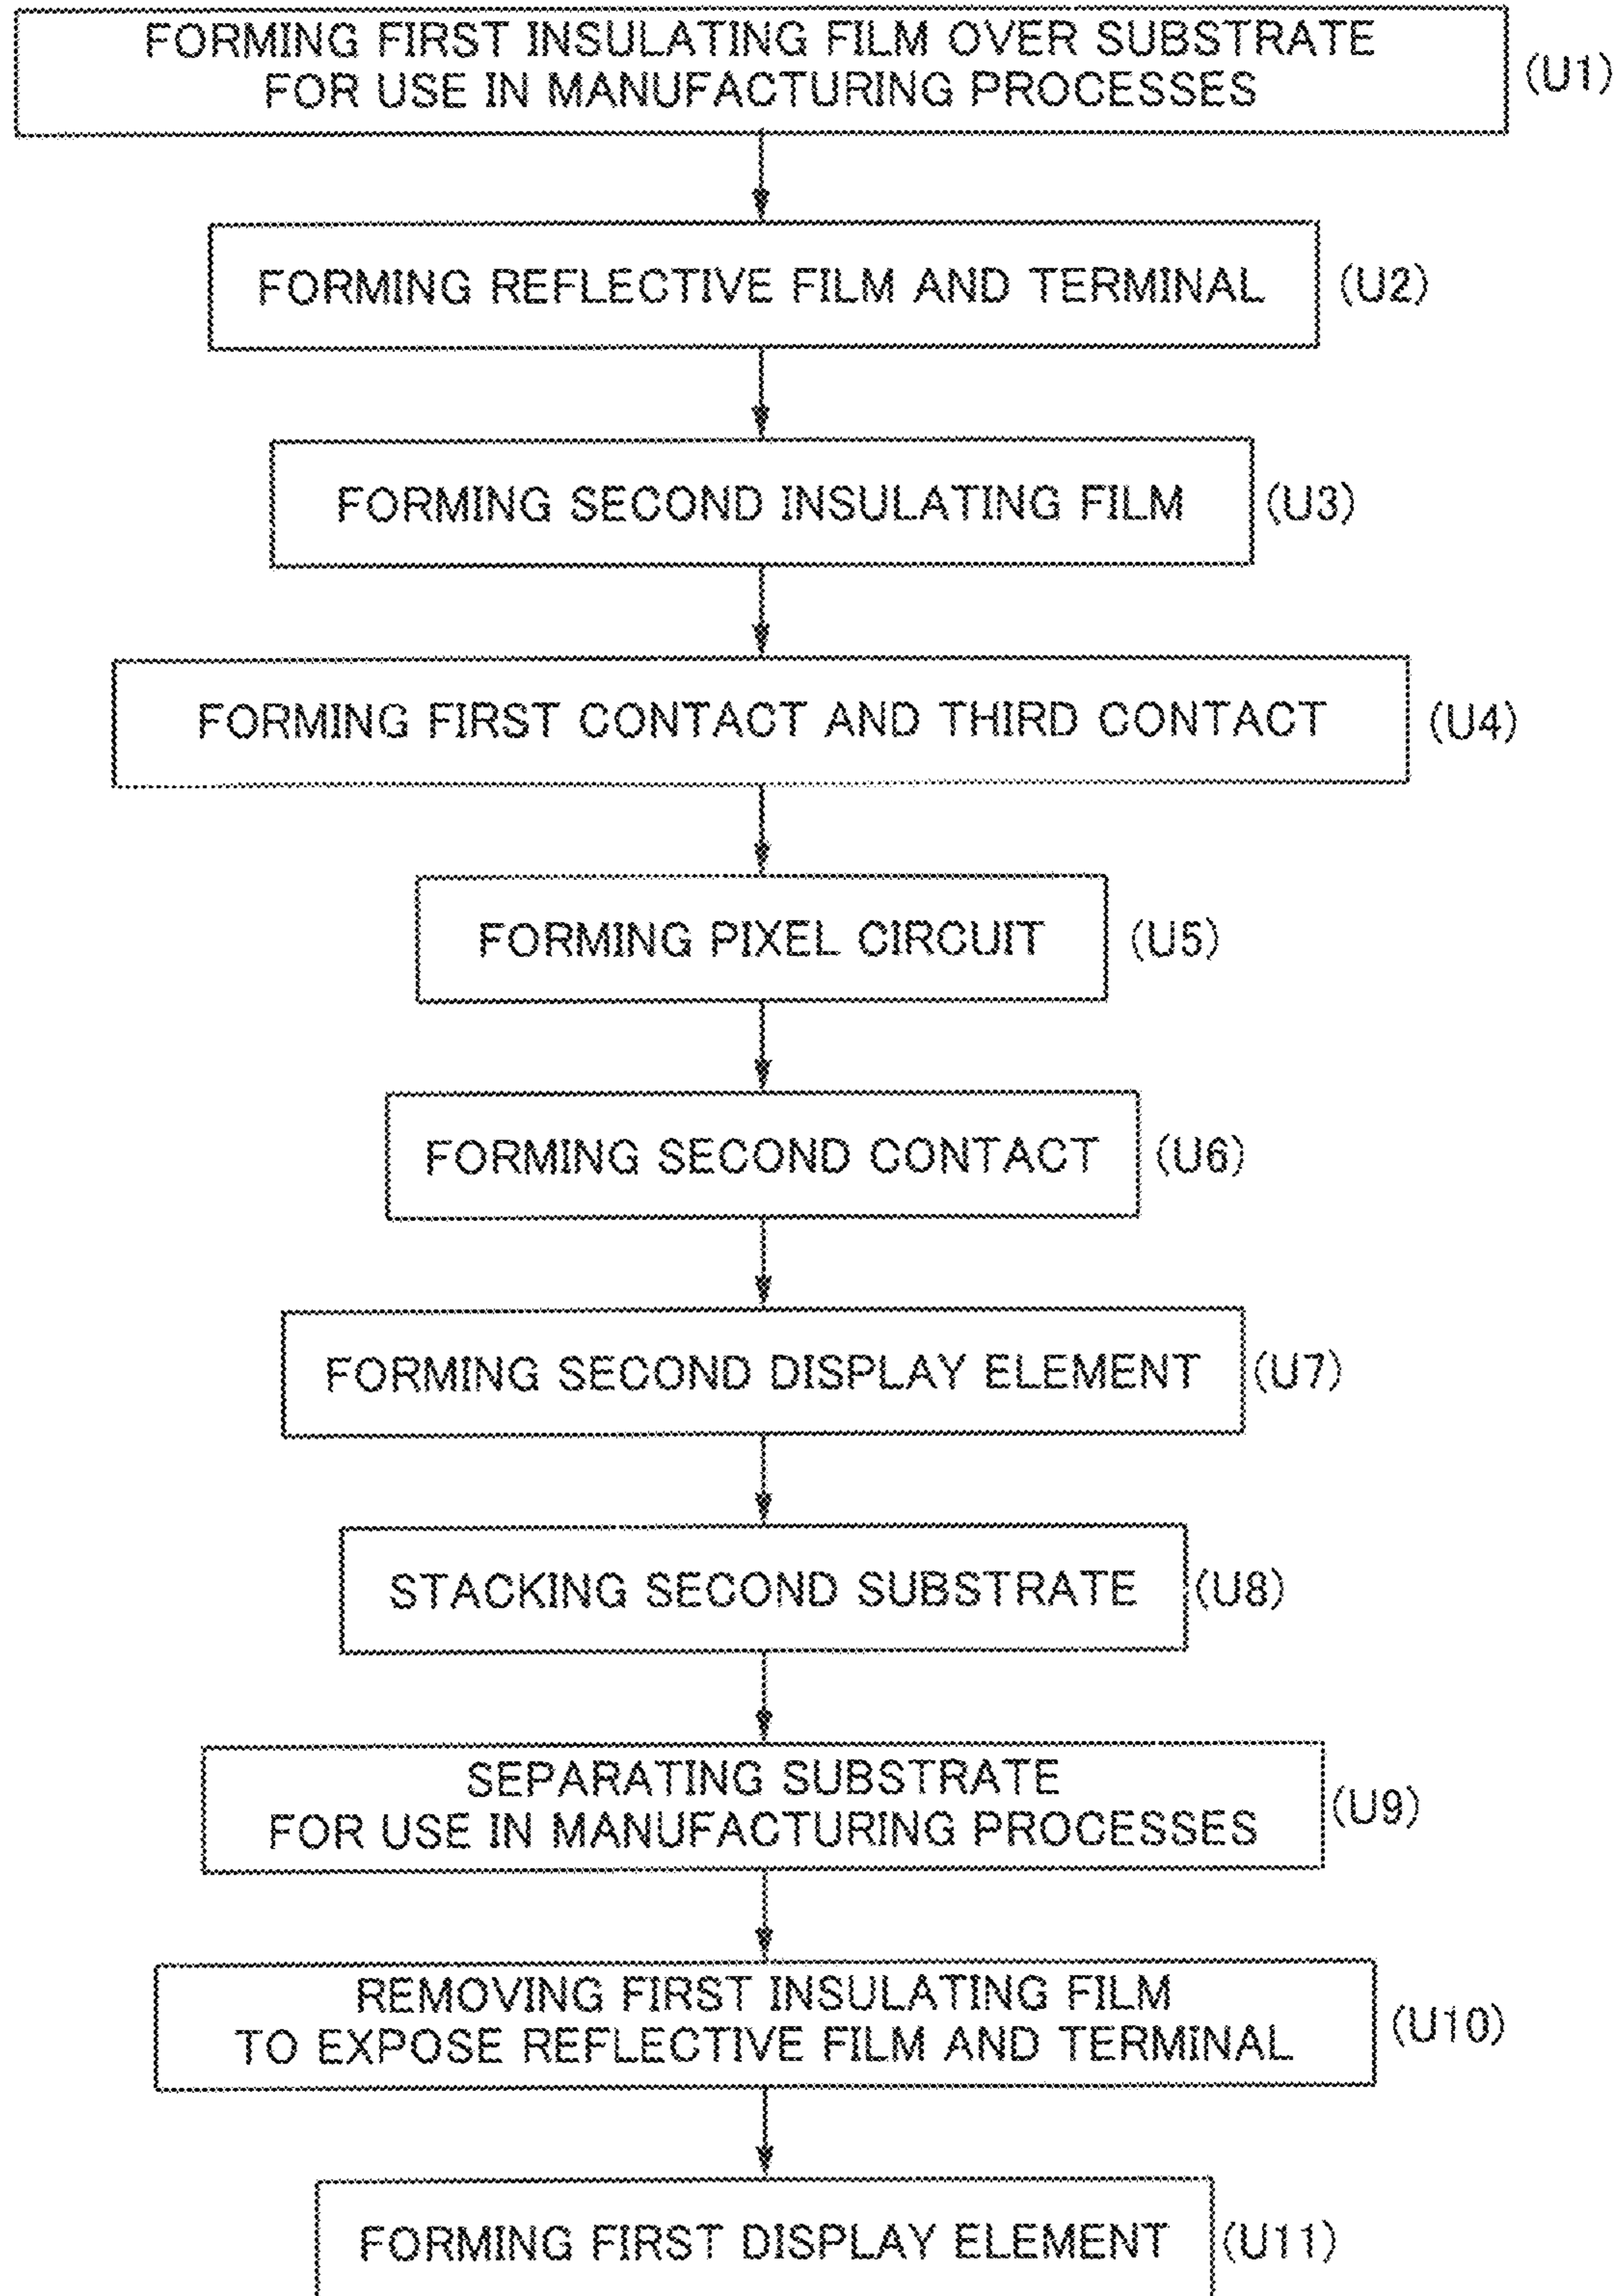 FORMING FIRST INSULATING FILM OVER SUBSTRATE
FOR USE IN MANUFACTURING PROCESSES
(U1)
FORMING REFLECTIVE FILM AND TERMINAL
(U2)
FORMING SECOND INSULATING FILM
(U3)
FORMING FIRST CONTACT AND THIRD CONTACT
(U4)
FORMING PIXEL CIRCUIT
(U5)
FORMING SECOND CONTACT
(U6)
FORMING SECOND DISPLAY ELEMENT
(U7)
STACKING SECOND SUBSTRATE
(U8)
SEPARATING SUBSTRATE
FOR USE IN MANUFACTURING PROCESSES
(U9)
REMOVING FIRST INSULATING FILM
TO EXPOSE REFLECTIVE FILM AND TERMINAL
(U10)
FORMING FIRST DISPLAY ELEMENT
(U11)